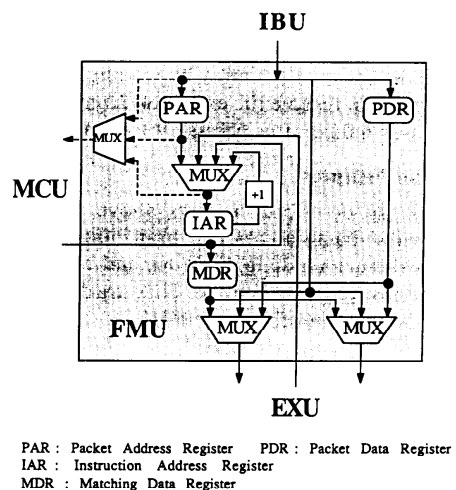 IBU
PAR
PDR
MUX
MCU
MUX
+1
IAR
MDR
FMU
MUX
MUX
EXU
PAR : Packet Address Register PDR : Packet Data Register
IAR : Instruction Address Register
MDR : Matching Data Register